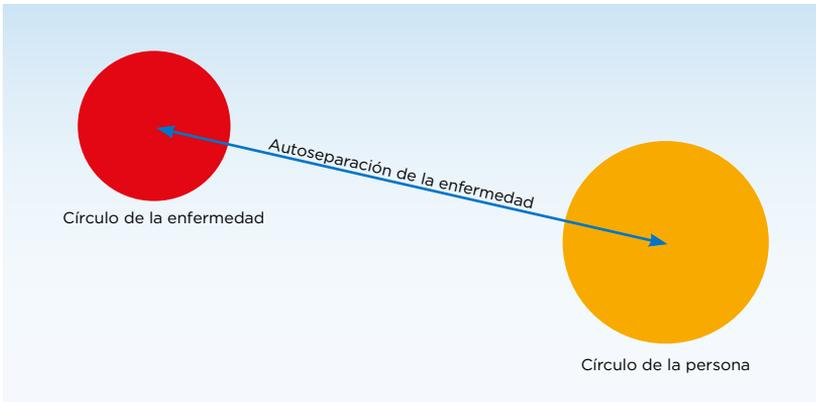 Autoseparación de la enfermedad
Círculo de la enfermedad
Círculo de la persona